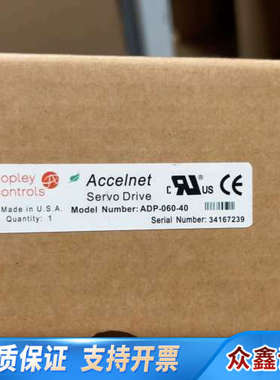 opley
ontrols
Accelnet
Servo Drive
c RU US CE
Made in U.S.A.
Quantity: 1
Model Number: ADP-060-40
Serial Number: 34167239
质保证 支持开票
众鑫